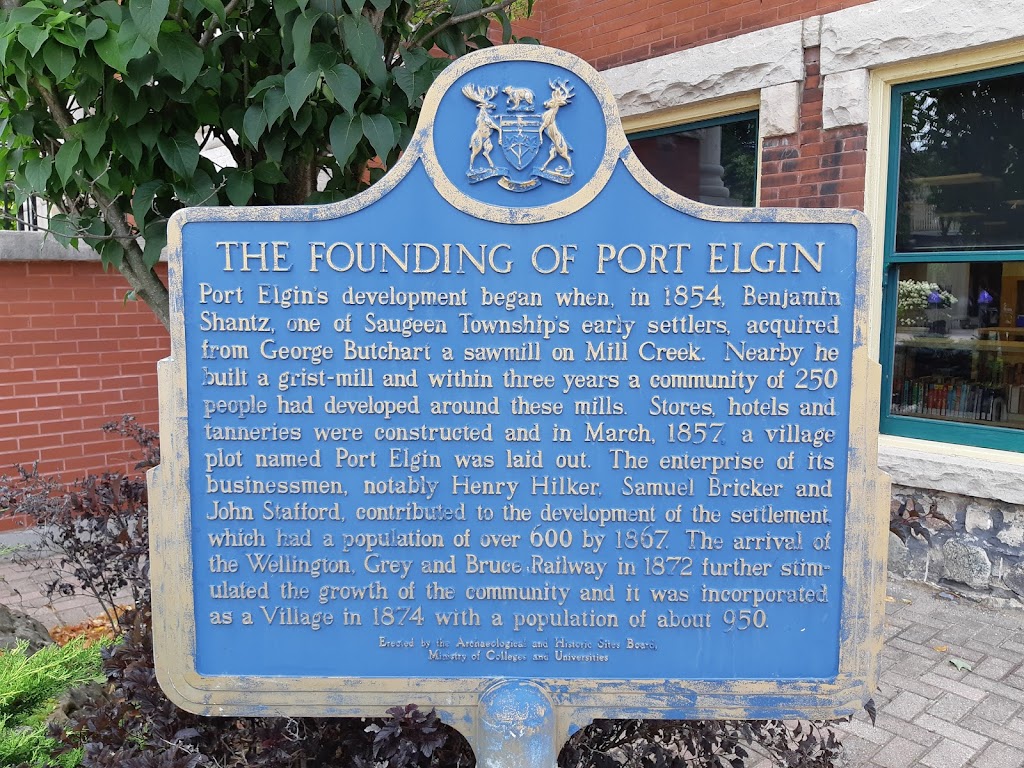 THE FOUNDING OF PORT ELGIN
Port Elgin's development began when, in 1854, Benjamin
Shantz, one of Saugeen Township's early settlers, acquired
from George Butchart a sawmill on Mill Creek. Nearby he
built a grist-mill and within three years a community of 250
people had developed around these mills. Stores, hotels and
tanneries were constructed and in March, 1857, a village
plot named Port Elgin was laid out. The enterprise of its
businessmen, notably Henry Hilker, Samuel Bricker and
John Stafford, contributed to the development of the settlement,
which had a population of over 600 by 1867. The arrival of
the Wellington, Grey and Bruce Railway in 1872 further stim-
ulated the growth of the community and it was incorporated
as a Village in 1874 with a population of about 950.
Erected by the Archaeological and Historic Sites Board,
Ministry of Colleges and Universities